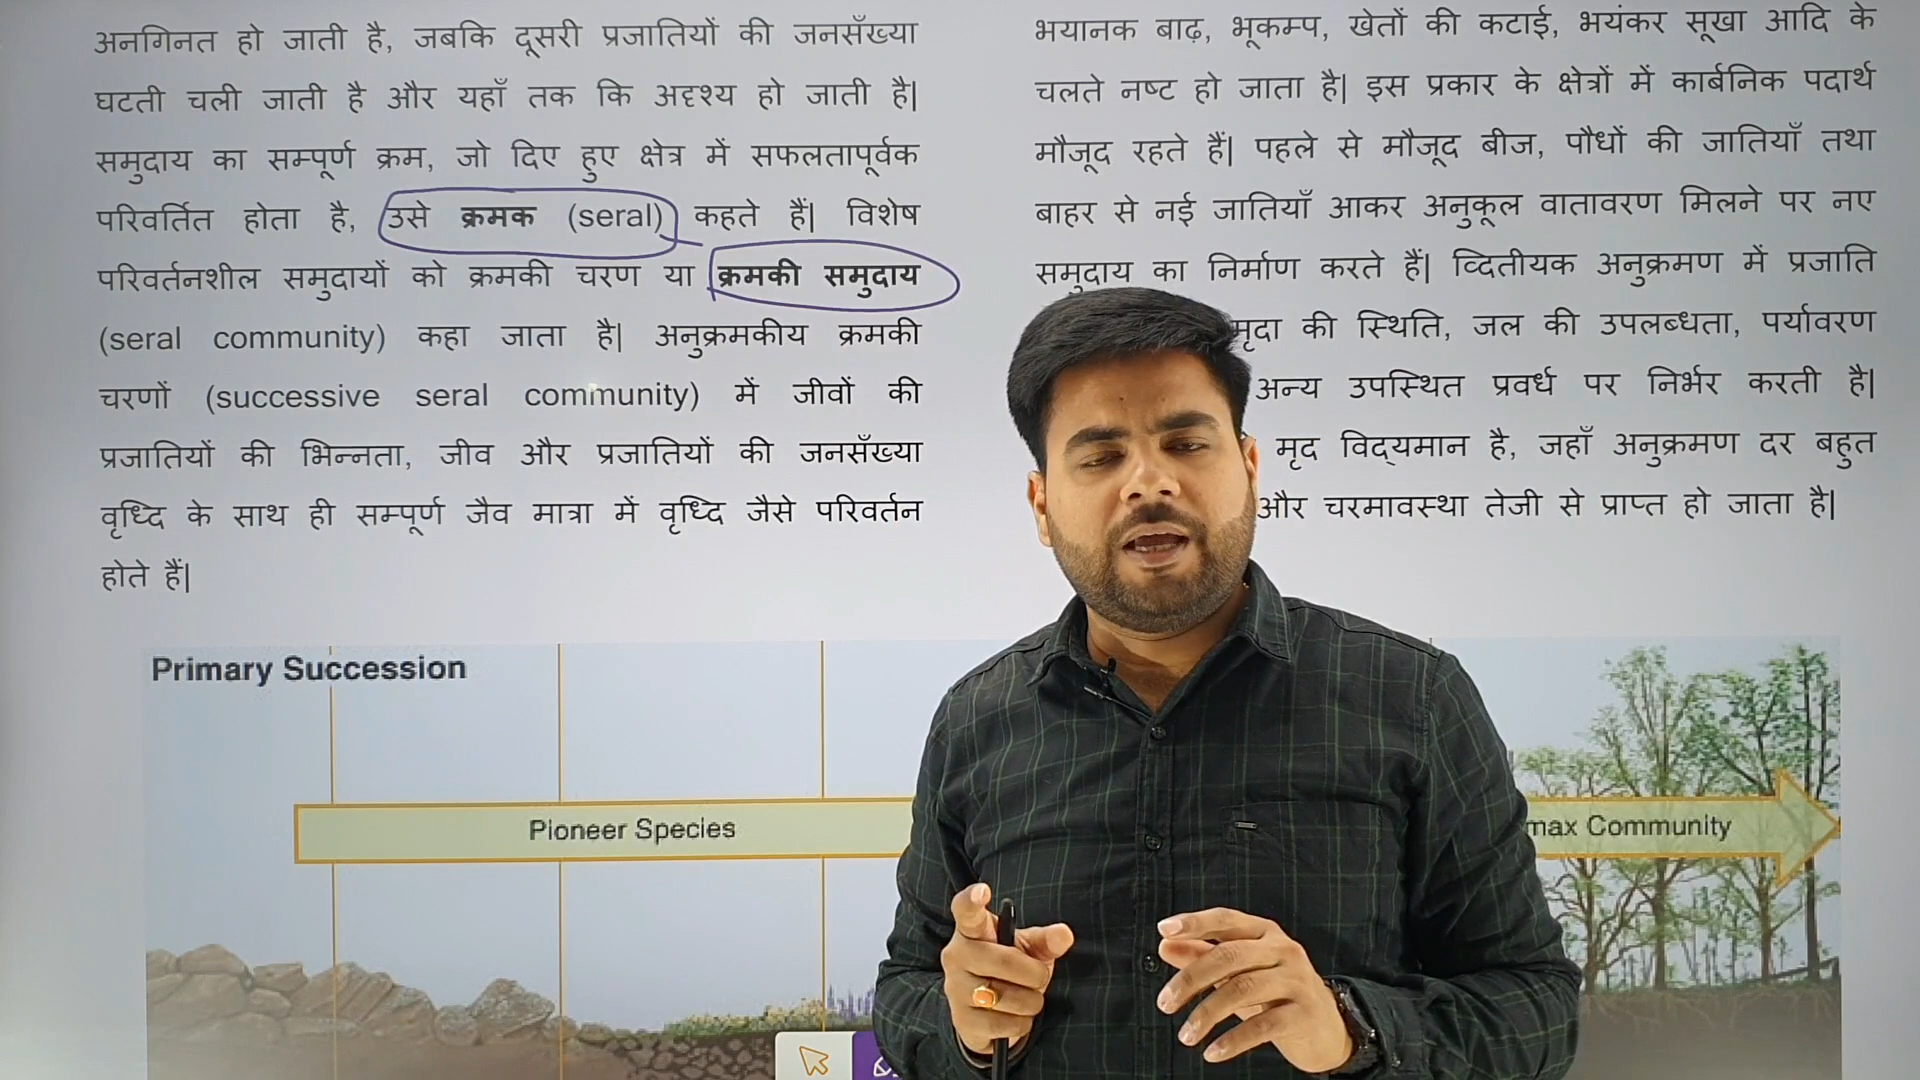 अनगिनत हो जाती है, जबकि दूसरी प्रजातियों की जनसँख्या
घटती चली जाती है और यहाँ तक कि अदृश्य हो जाती है|
समुदाय का सम्पूर्ण क्रम, जो दिए हुए क्षेत्र में सफलतापूर्वक
परिवर्तित होता है, उसे क्रमक (seral) कहते हैं| विशेष
परिवर्तनशील समुदायों को क्रमकी चरण या क्रमकी समुदाय
(seral community) कहा जाता है| अनुक्रमकीय क्रमकी
चरणों (successive seral community) में जीवों की
प्रजातियों की भिन्नता, जीव और प्रजातियों की जनसँख्या
वृध्दि के साथ ही सम्पूर्ण जैव मात्रा में वृध्दि जैसे परिवर्तन
होते हैं|
भयानक बाढ़, भूकम्प, खेतों की कटाई, भयंकर सूखा आदि के
चलते नष्ट हो जाता है| इस प्रकार के क्षेत्रों में कार्बनिक पदार्थ
मौजूद रहते हैं| पहले से मौजूद बीज, पौधों की जातियाँ तथा
बाहर से नई जातियाँ आकर अनुकूल वातावरण मिलने पर नए
समुदाय का निर्माण करते हैं| व्दितीयक अनुक्रमण में प्रजाति
मृदा की स्थिति, जल की उपलब्धता, पर्यावरण
अन्य उपस्थित प्रवर्ध पर निर्भर करती है|
मृद विद्यमान है, जहाँ अनुक्रमण दर बहुत
और चरमावस्था तेजी से प्राप्त हो जाता है|
Primary Succession
Pioneer Species
max Community